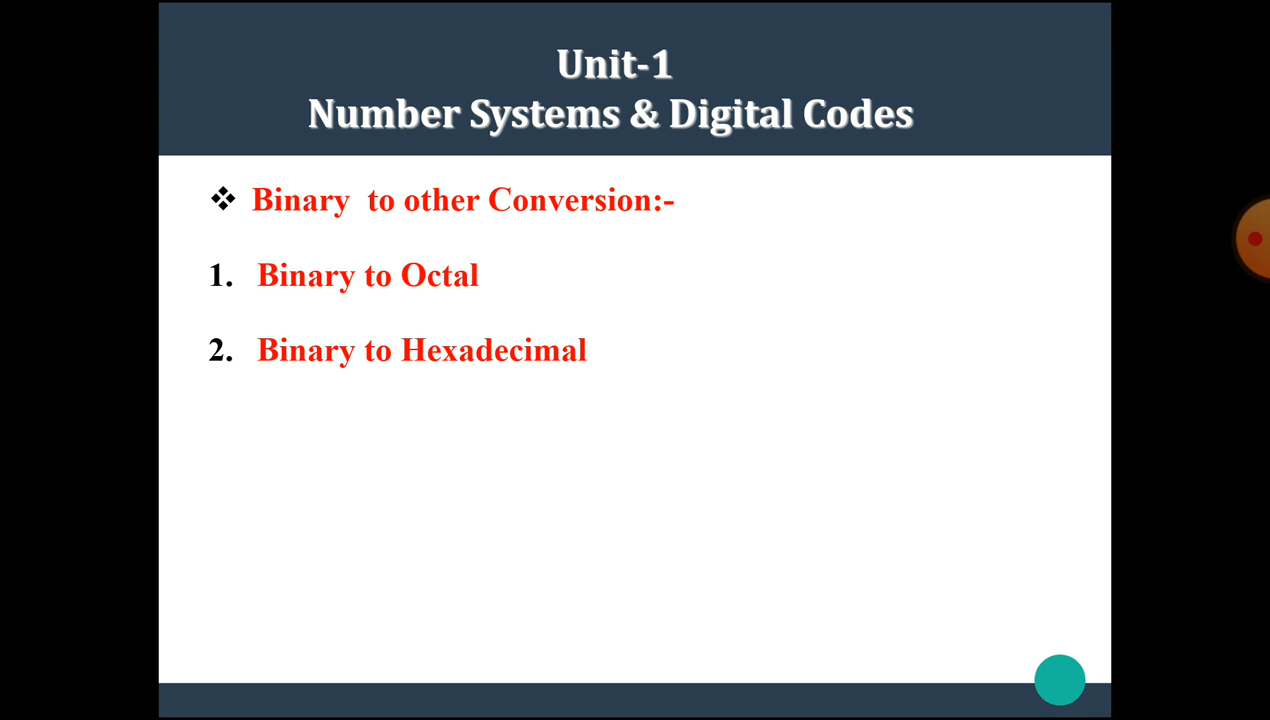 Unit-1
Number Systems & Digital Codes
❖ Binary to other Conversion:-
1. Binary to Octal
2. Binary to Hexadecimal